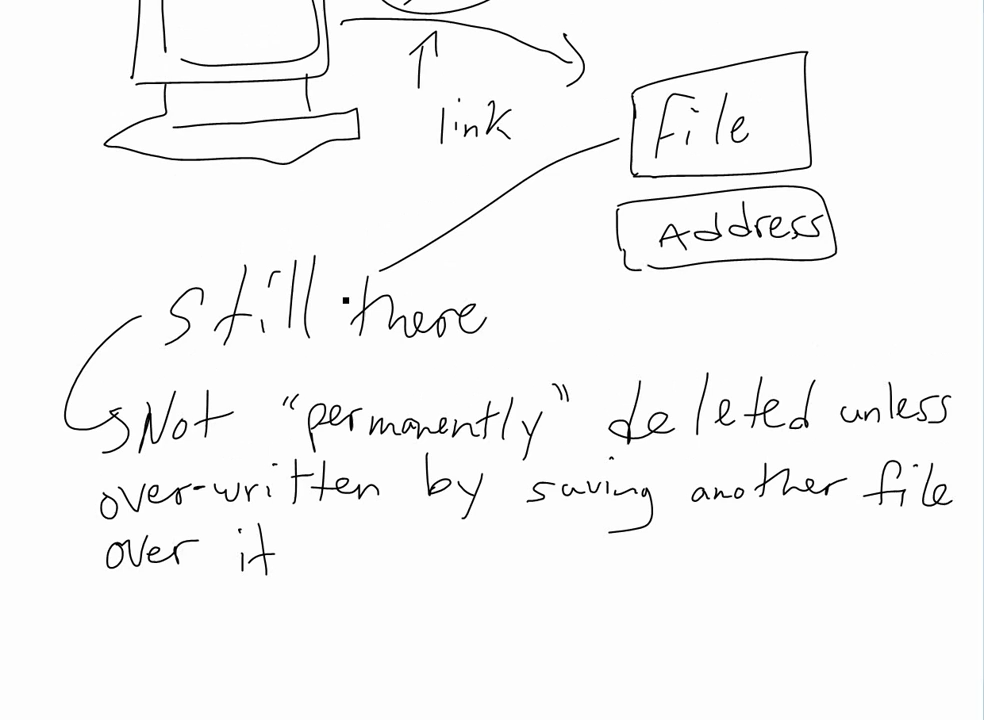 link
File
Address
still there
Not "permanently" deleted unless
over-written by saving another file
over it